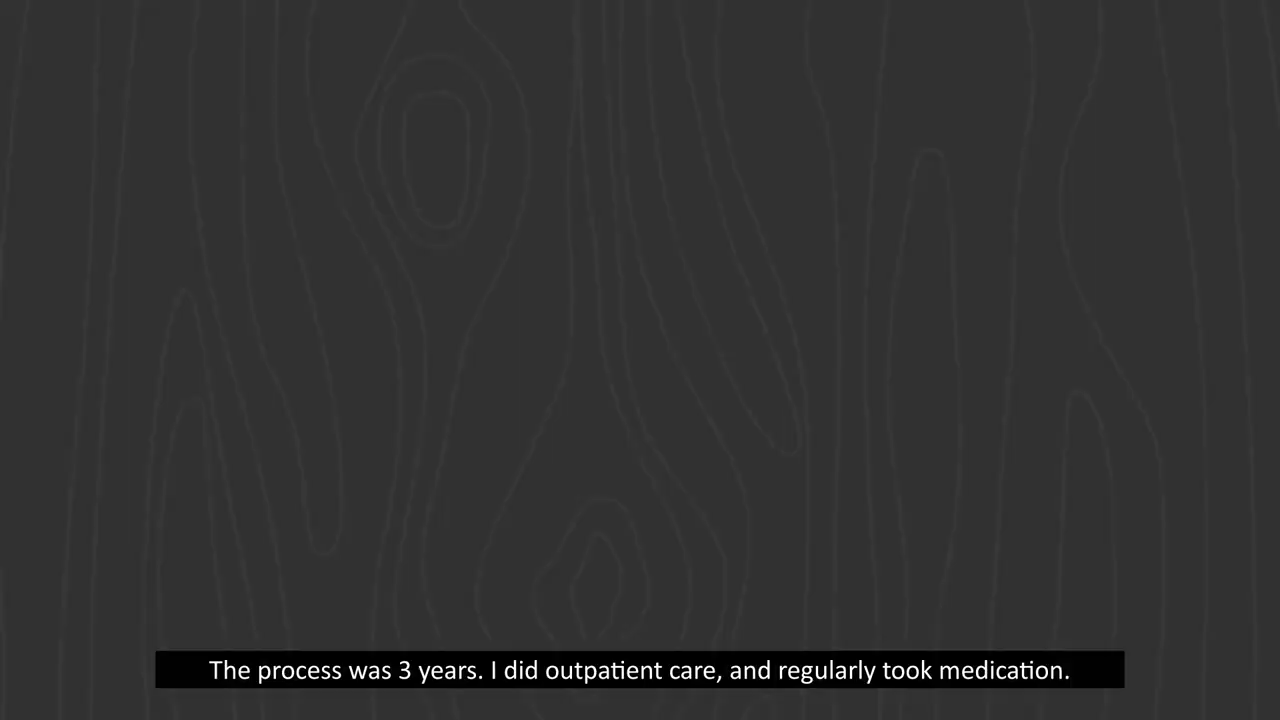 The process was 3 years. I did outpatient care, and regularly took medication.